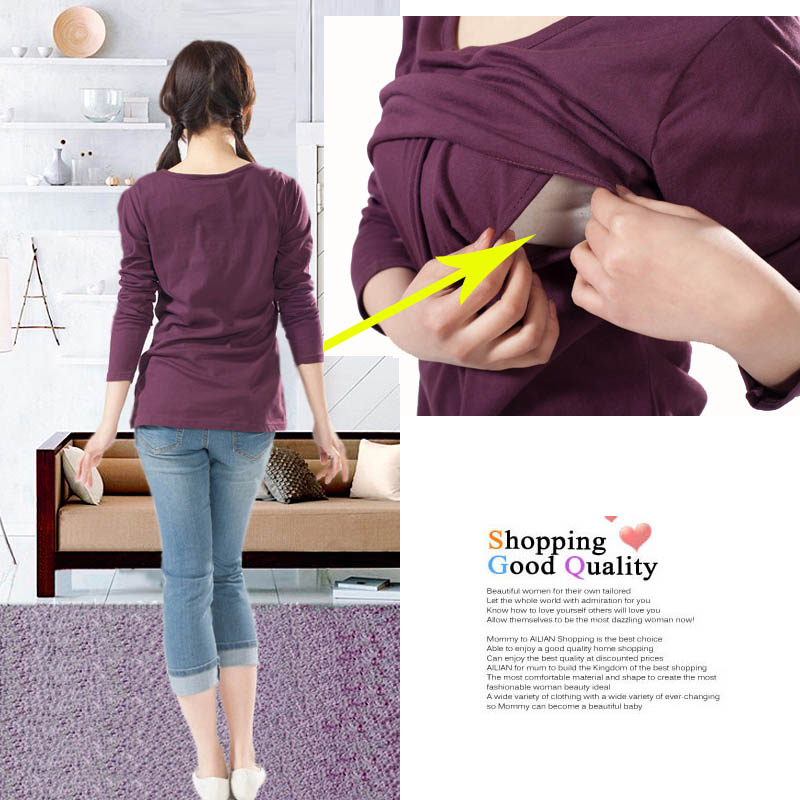 Shopping
Good Quality
Beautiful women for their own tailored
Let the whole world with admiration for you
Know how to love yourself others will love you
Allow themselves to be the most dazzling woman now!
Mommy to AILIAN Shopping is the best choice
Able to enjoy a good quality home shopping
Can enjoy the best quality at discounted prices
AILIAN for mum to build the Kingdom of the best shopping
The most comfortable material and shape to create the most
fashionable woman beauty ideal
A wide variety of clothing with a wide variety of ever-changing
so Mommy can become a beautiful baby